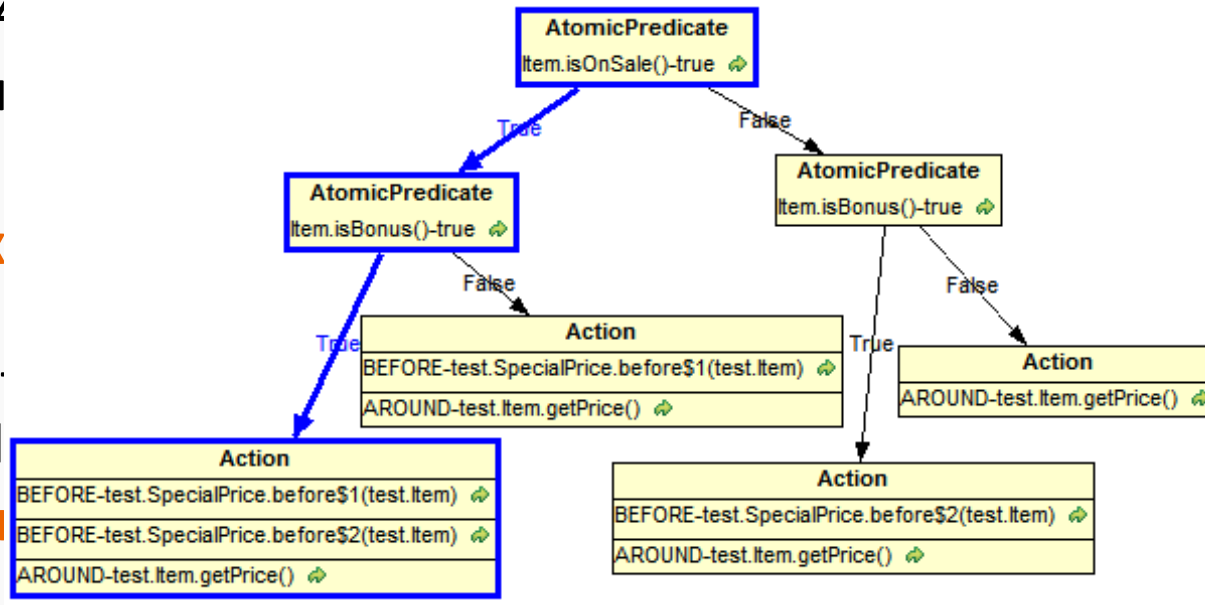 AtomicPredicate
Item.isOnSale()-true
True
False
AtomicPredicate
Item.isBonus()-true
AtomicPredicate
Item.isBonus()-true
False
False
True
Action
BEFORE-test.SpecialPrice.before$1(test.Item)
AROUND-test.Item.getPrice()
True
Action
AROUND-test.Item.getPrice()
Action
BEFORE-test.SpecialPrice.before$1(test.Item)
BEFORE-test.SpecialPrice.before$2(test.Item)
AROUND-test.Item.getPrice()
Action
BEFORE-test.SpecialPrice.before$2(test.Item)
AROUND-test.Item.getPrice()